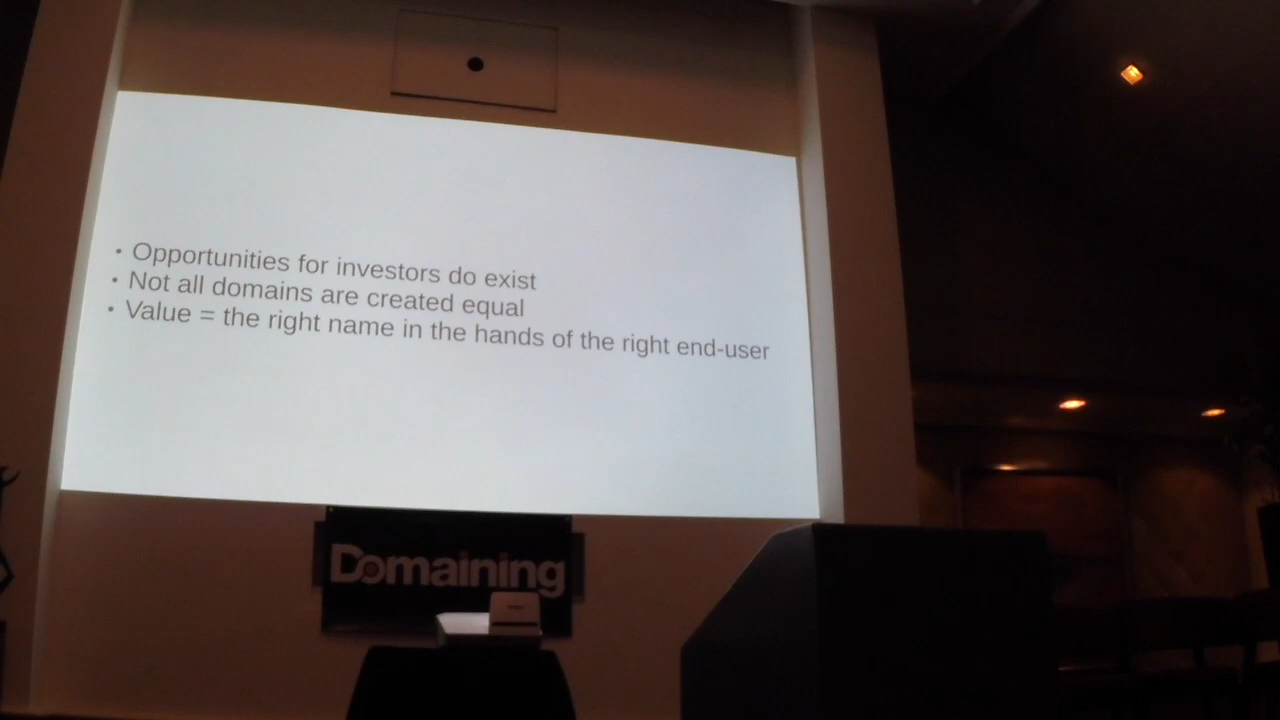 • Opportunities for investors do exist
• Not all domains are created equal
• Value = the right name in the hands of the right end-user
Domaining